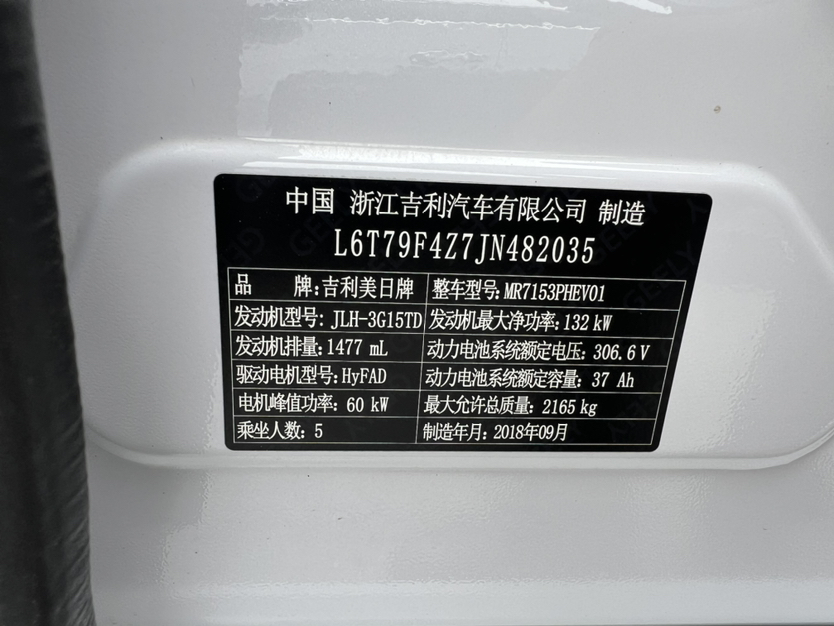 中国 浙江吉利汽车有限公司 制造
L6T79F4Z7JN482035
品 牌:吉利美日牌 整车型号:MR7153PHEV01
发动机型号:JLH-3G15TD 发动机最大净功率:132 kW
发动机排量:1477 mL 动力电池系统额定电压:306.6 V
驱动电机型号:HyFAD 动力电池系统额定容量:37 Ah
电机峰值功率:60 kW 最大允许总质量:2165 kg
乘坐人数:5 制造年月:2018年09月